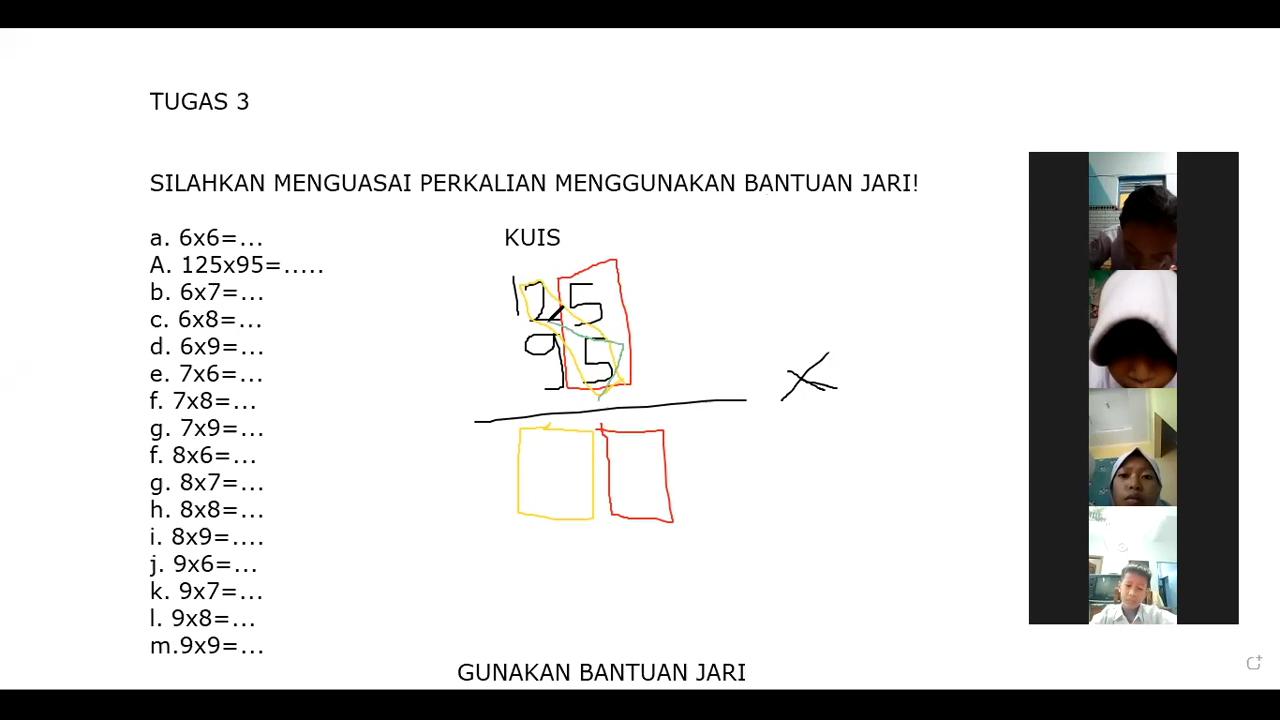 TUGAS 3
SILAHKAN MENGUASAI PERKALIAN MENGGUNAKAN BANTUAN JARI!
a. 6x6=...
A. 125x95=.....
b. 6x7=...
c. 6x8=...
d. 6x9=...
e. 7x6=...
f. 7x8=...
g. 7x9=...
f. 8x6=...
g. 8x7=...
h. 8x8=...
i. 8x9=....
j. 9x6=...
k. 9x7=...
l. 9x8=...
m.9x9=...
KUIS
125
95
x
GUNAKAN BANTUAN JARI